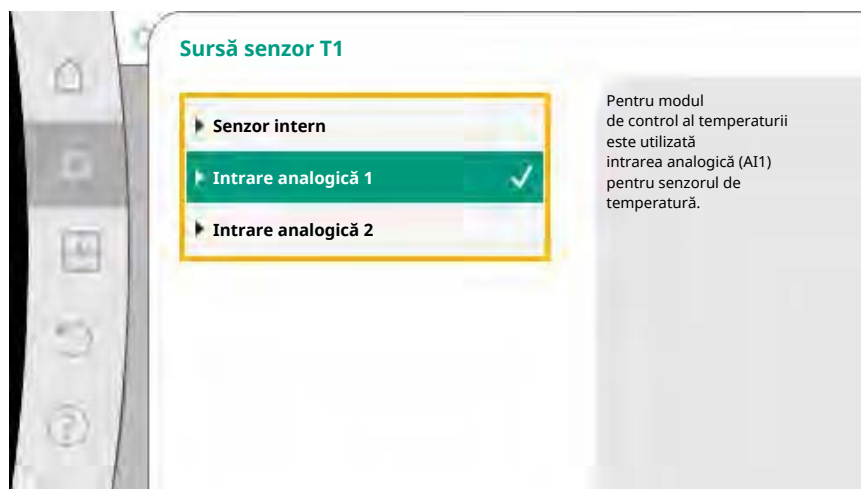 Sursă senzor T1
Senzor intern
Intrare analogică 1
Intrare analogică 2
Pentru modul
de control al temperaturii
este utilizată
intrarea analogică (AI1)
pentru senzorul de
temperatură.